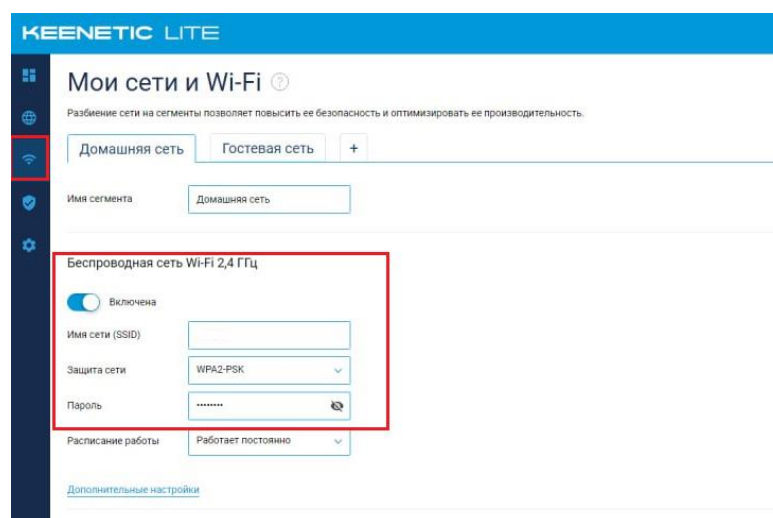 KEENETIC LITE
Мои сети и Wi-Fi ?
Разбиение сети на сегменты позволяет повысить ее безопасность и оптимизировать ее производительность.
Домашняя сеть Гостевая сеть +
Имя сегмента Домашняя сеть
Беспроводная сеть Wi-Fi 2,4 ГГц
Включена
Имя сети (SSID)
Защита сети WPA2-PSK
Пароль ••••••••
Расписание работы Работает постоянно
Дополнительные настройки